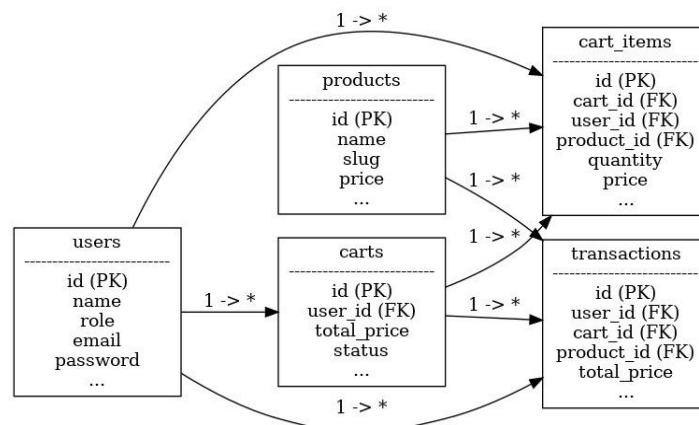 1 -> *
cart_items
id (PK)
cart_id (FK)
user_id (FK)
product_id (FK)
quantity
price
...
products
id (PK)
name
slug
price
...
1 -> *
1 -> *
users
id (PK)
name
role
email
password
...
1 -> *
carts
id (PK)
user_id (FK)
total_price
status
...
1 -> *
1 -> *
transactions
id (PK)
user_id (FK)
cart_id (FK)
product_id (FK)
total_price
...
1 -> *